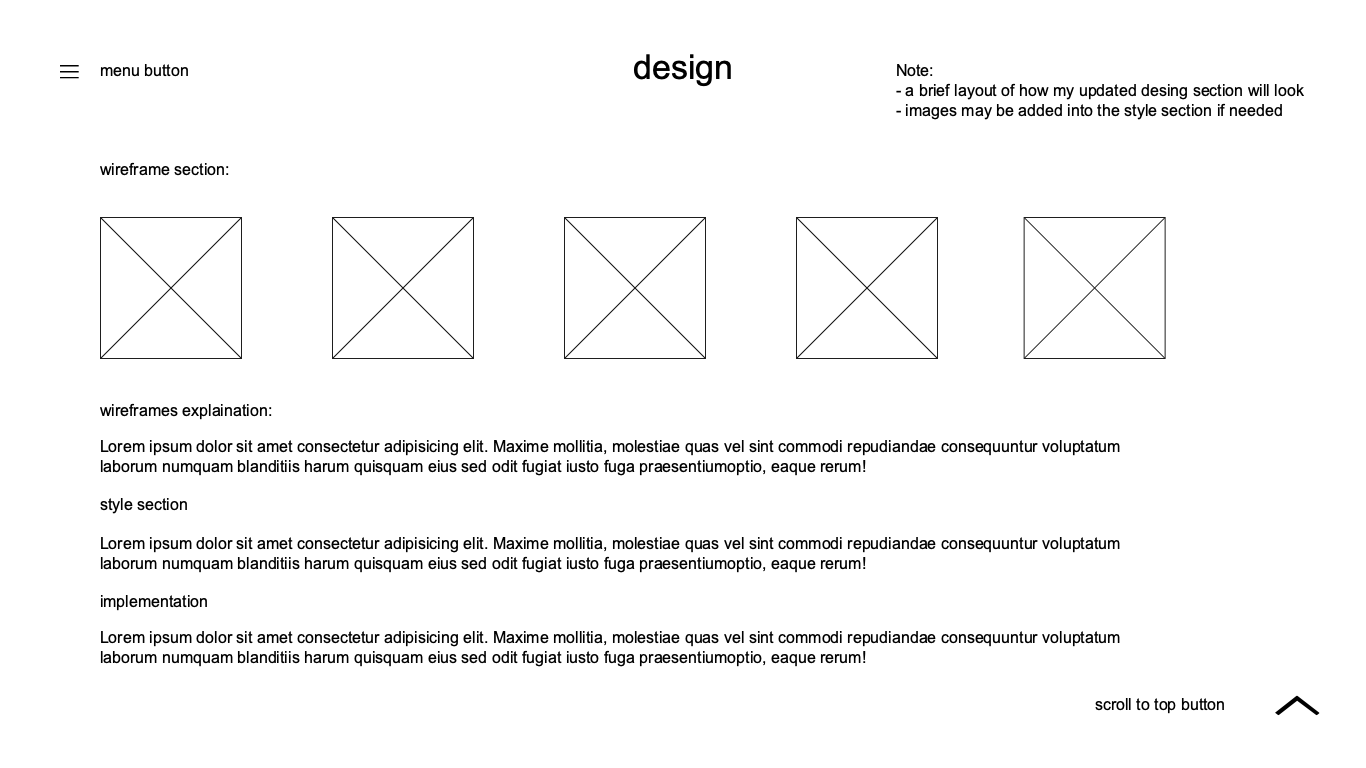 menu button
design
Note:
- a brief layout of how my updated desing section will look
- images may be added into the style section if needed
wireframe section:
wireframes explaination:
Lorem ipsum dolor sit amet consectetur adipisicing elit. Maxime mollitia, molestiae quas vel sint commodi repudiandae consequuntur voluptatum
laborum numquam blanditiis harum quisquam eius sed odit fugiat iusto fuga praesentiumoptio, eaque rerum!
style section
Lorem ipsum dolor sit amet consectetur adipisicing elit. Maxime mollitia, molestiae quas vel sint commodi repudiandae consequuntur voluptatum
laborum numquam blanditiis harum quisquam eius sed odit fugiat iusto fuga praesentiumoptio, eaque rerum!
implementation
Lorem ipsum dolor sit amet consectetur adipisicing elit. Maxime mollitia, molestiae quas vel sint commodi repudiandae consequuntur voluptatum
laborum numquam blanditiis harum quisquam eius sed odit fugiat iusto fuga praesentiumoptio, eaque rerum!
scroll to top button